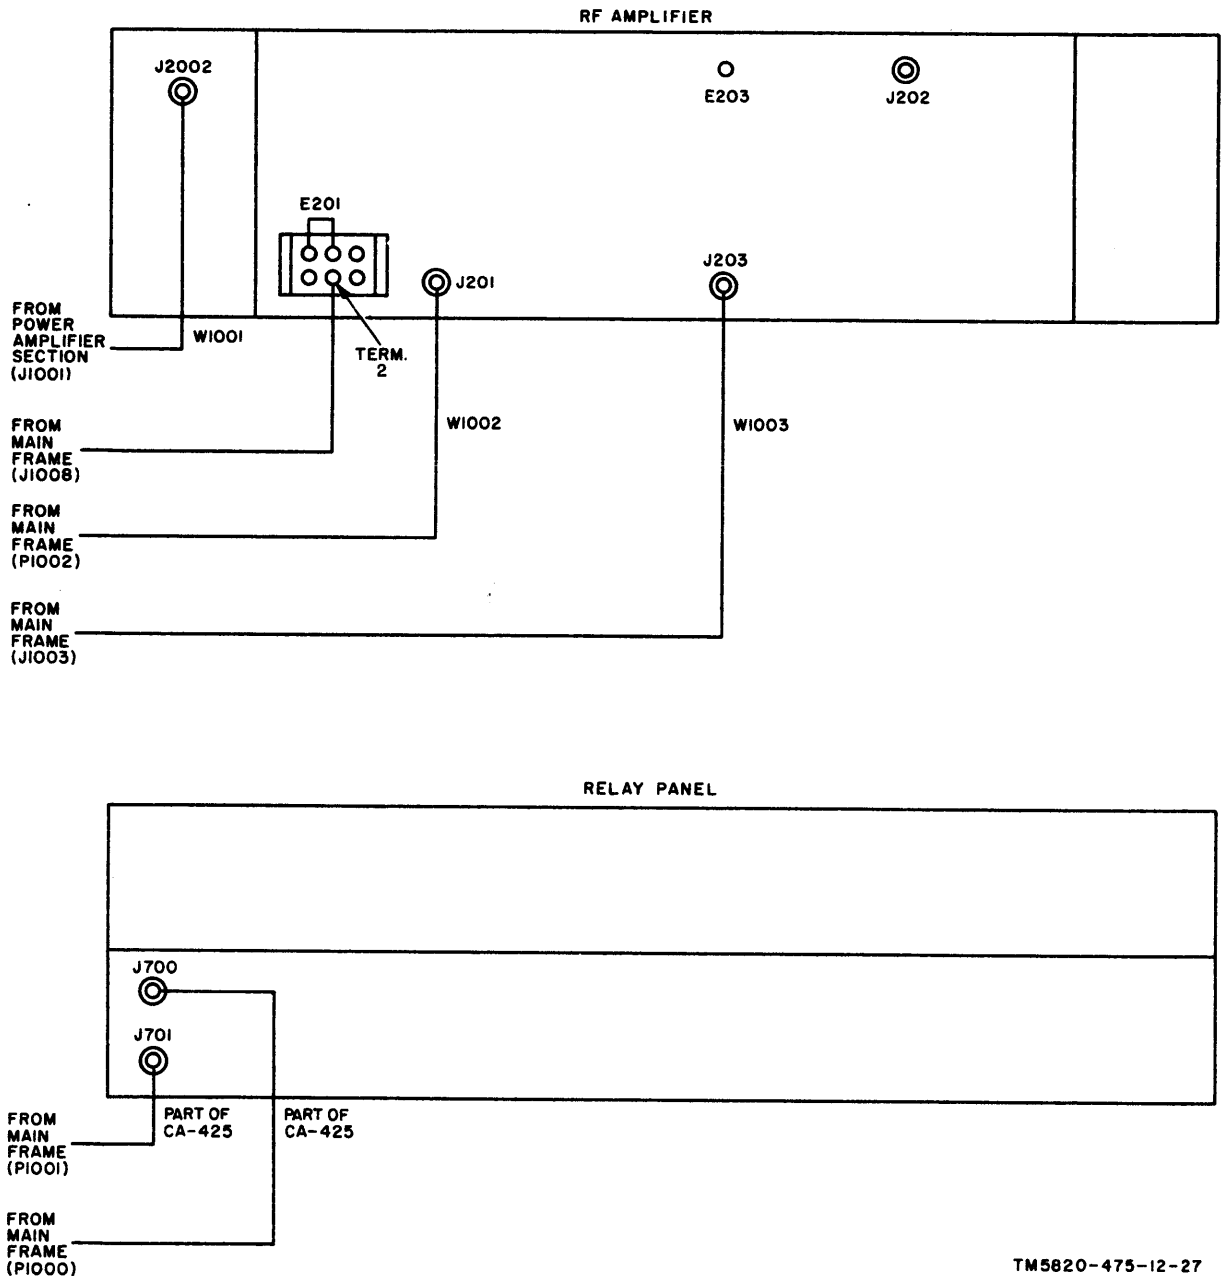 RF AMPLIFIER
J2002
E203
J202
E201
J201
J203
FROM
POWER
AMPLIFIER
SECTION
(J1001)
W1001
TERM.
2
FROM
MAIN
FRAME
(J1008)
W1002
W1003
FROM
MAIN
FRAME
(P1002)
FROM
MAIN
FRAME
(J1003)
RELAY PANEL
J700
J701
PART OF
CA-425
PART OF
CA-425
FROM
MAIN
FRAME
(P1001)
FROM
MAIN
FRAME
(P1000)
TM5820-475-12-27